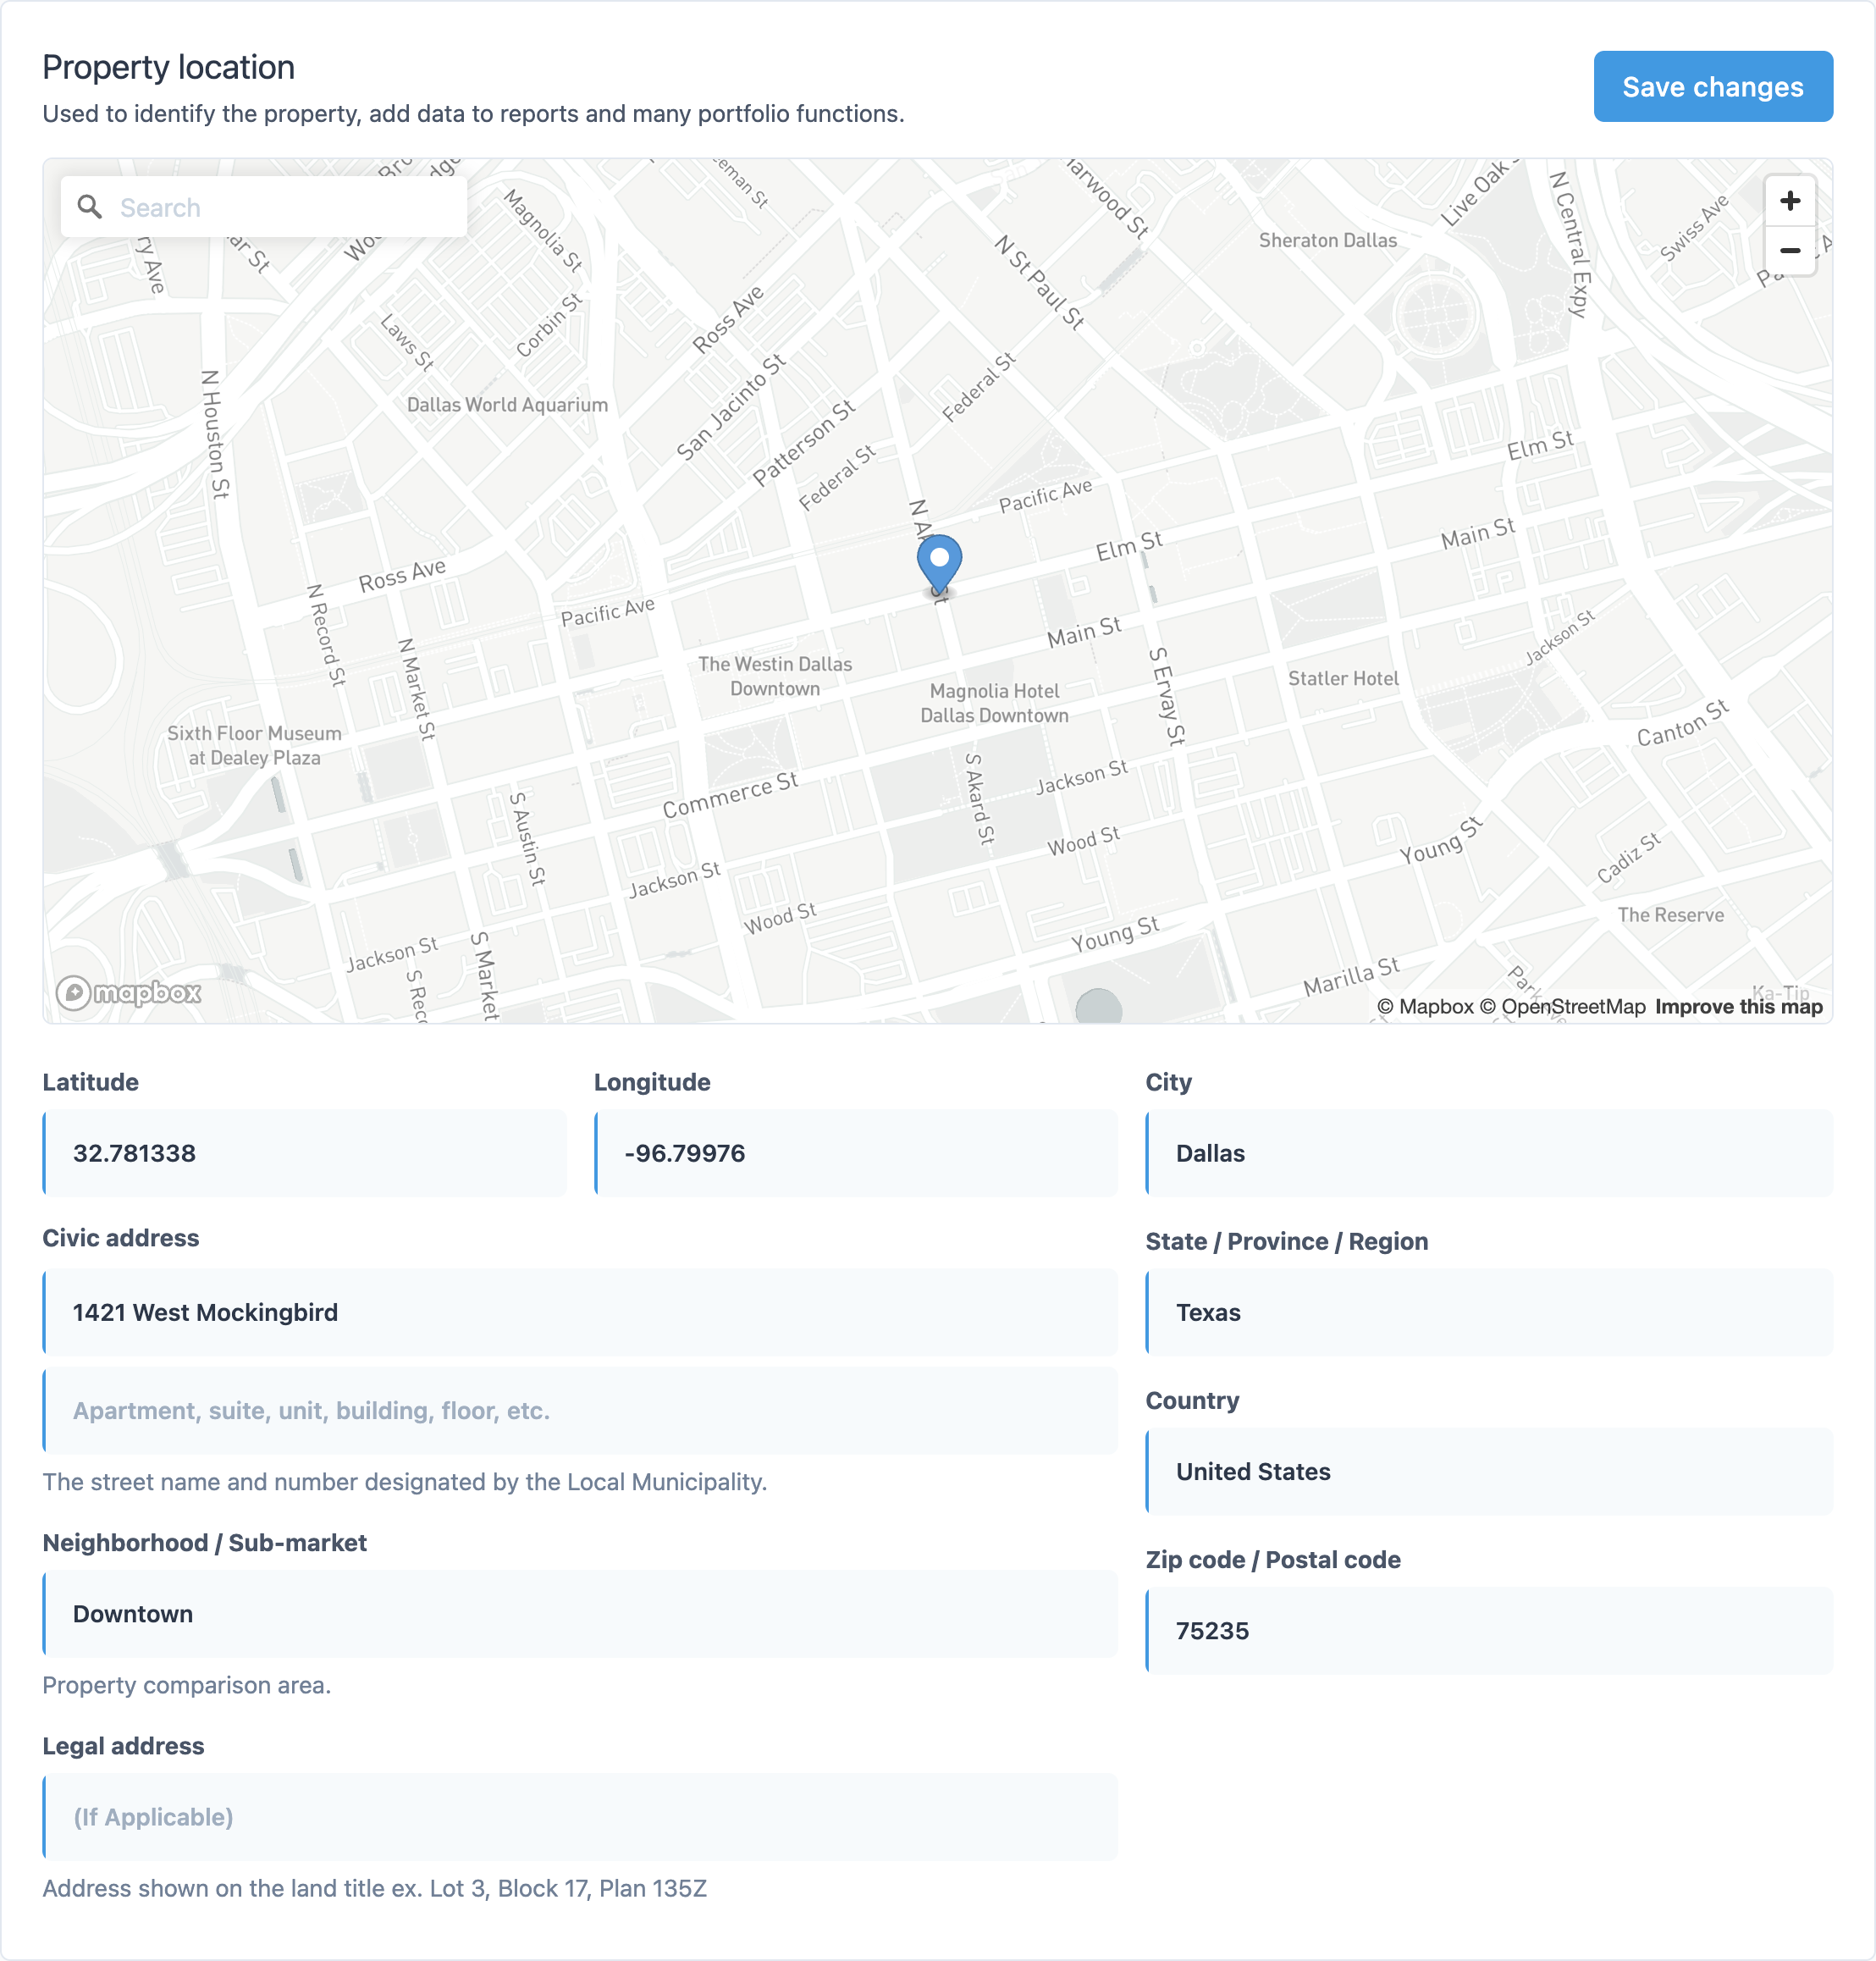 Property location
Used to identify the property, add data to reports and many portfolio functions.
Save changes
Search
Magnolia St
Harwood St
Live Oak
N Central Expy
Swiss Ave
Sheraton Dallas
N St Paul St
Ross Ave
Corbin St
Laws St
San Jacinto St
Federal St
N Houston St
Dallas World Aquarium
Patterson St
Federal St
Elm St
Pacific Ave
Main St
Elm St
Ross Ave
N Record St
Pacific Ave
N Market St
Main St
Jackson St
The Westin Dallas
Downtown
Magnolia Hotel
Dallas Downtown
S Ervay St
Statler Hotel
Canton St
Sixth Floor Museum
at Dealey Plaza
S Akard St
Jackson St
Commerce St
S Austin St
Wood St
Young St
Cadiz St
Jackson St
Wood St
The Reserve
Young St
Jackson St
S Market
Marilla St
mapbox
Ka-Tip
© Mapbox © OpenStreetMap Improve this map
Latitude
Longitude
City
32.781338
-96.79976
Dallas
Civic address
State / Province / Region
1421 West Mockingbird
Texas
Apartment, suite, unit, building, floor, etc.
Country
The street name and number designated by the Local Municipality.
United States
Neighborhood / Sub-market
Zip code / Postal code
Downtown
75235
Property comparison area.
Legal address
(If Applicable)
Address shown on the land title ex. Lot 3, Block 17, Plan 135Z